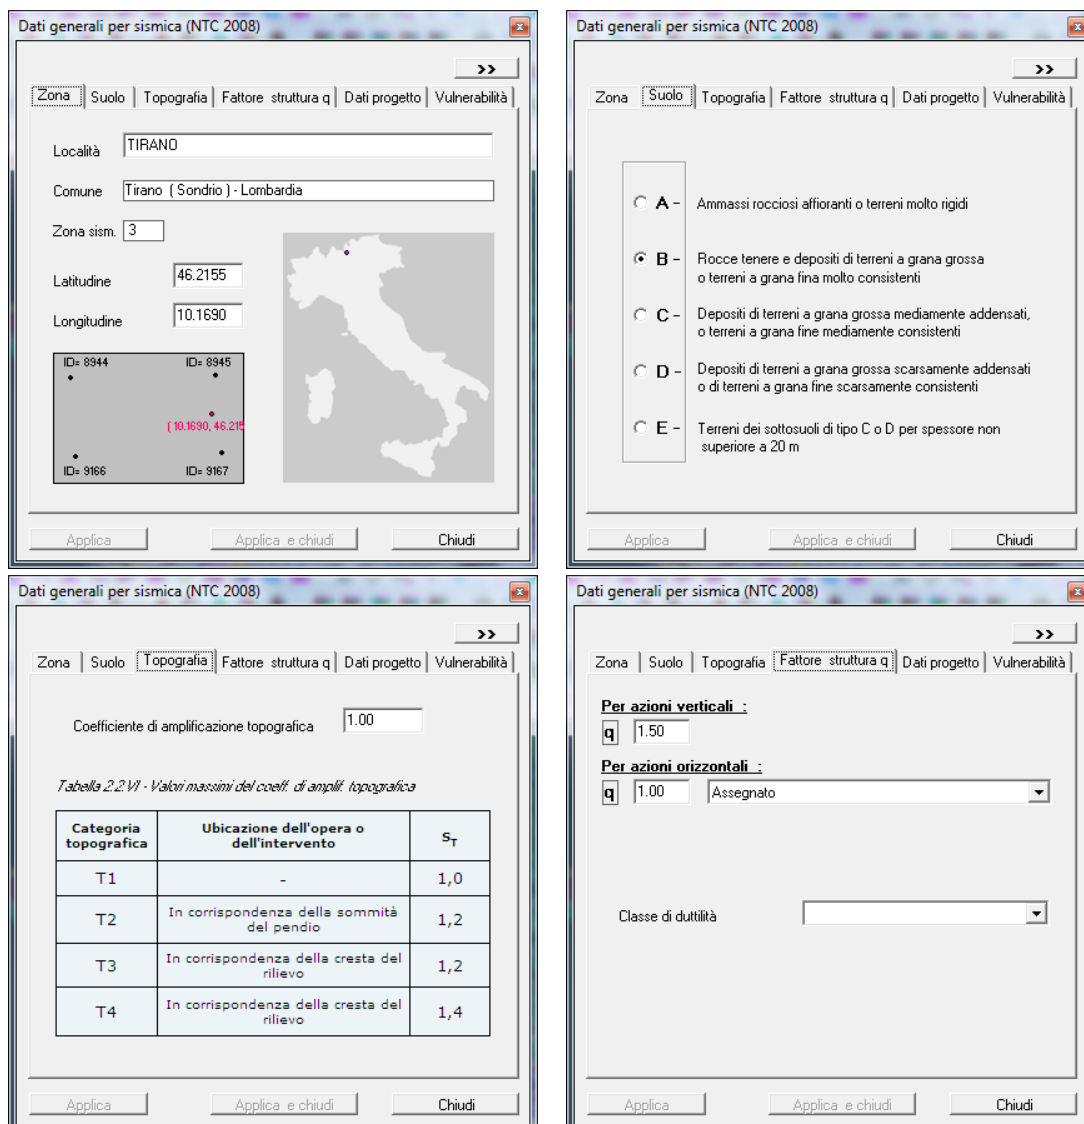 Dati generali per sismica (NTC 2008)
>>
Zona Suolo Topografia Fattore struttura q Dati progetto Vulnerabilità
Località TIRANO
Comune Tirano ( Sondrio ) - Lombardia
Zona sism. 3
Latitudine 46.2155
Longitudine 10.1690
ID= 8944 ID= 8945
( 10.1690, 46.215
ID= 9166 ID= 9167
Applica Applica e chiudi Chiudi
Dati generali per sismica (NTC 2008)
>>
Zona Suolo Topografia Fattore struttura q Dati progetto Vulnerabilità
A - Ammassi rocciosi affioranti o terreni molto rigidi
B - Rocce tenere e depositi di terreni a grana grossa
o terreni a grana fina molto consistenti
C - Depositi di terreni a grana grossa mediamente addensati,
o terreni a grana fine mediamente consistenti
D - Depositi di terreni a grana grossa scarsamente addensati
o di terreni a grana fine scarsamente consistenti
E - Terreni dei sottosuoli di tipo C o D per spessore non
superiore a 20 m
Applica Applica e chiudi Chiudi
Dati generali per sismica (NTC 2008)
>>
Zona Suolo Topografia Fattore struttura q Dati progetto Vulnerabilità
Coefficiente di amplificazione topografica 1.00
Tabella 2.2.VI - Valori massimi del coeff. di amplif. topografica
Categoria topografica Ubicazione dell'opera o dell'intervento ST
T1 - 1,0
T2 In corrispondenza della sommità del pendio 1,2
T3 In corrispondenza della cresta del rilievo 1,2
T4 In corrispondenza della cresta del rilievo 1,4
Applica Applica e chiudi Chiudi
Dati generali per sismica (NTC 2008)
>>
Zona Suolo Topografia Fattore struttura q Dati progetto Vulnerabilità
Per azioni verticali :
q 1.50
Per azioni orizzontali :
q 1.00 Assegnato
Classe di duttilità
Applica Applica e chiudi Chiudi